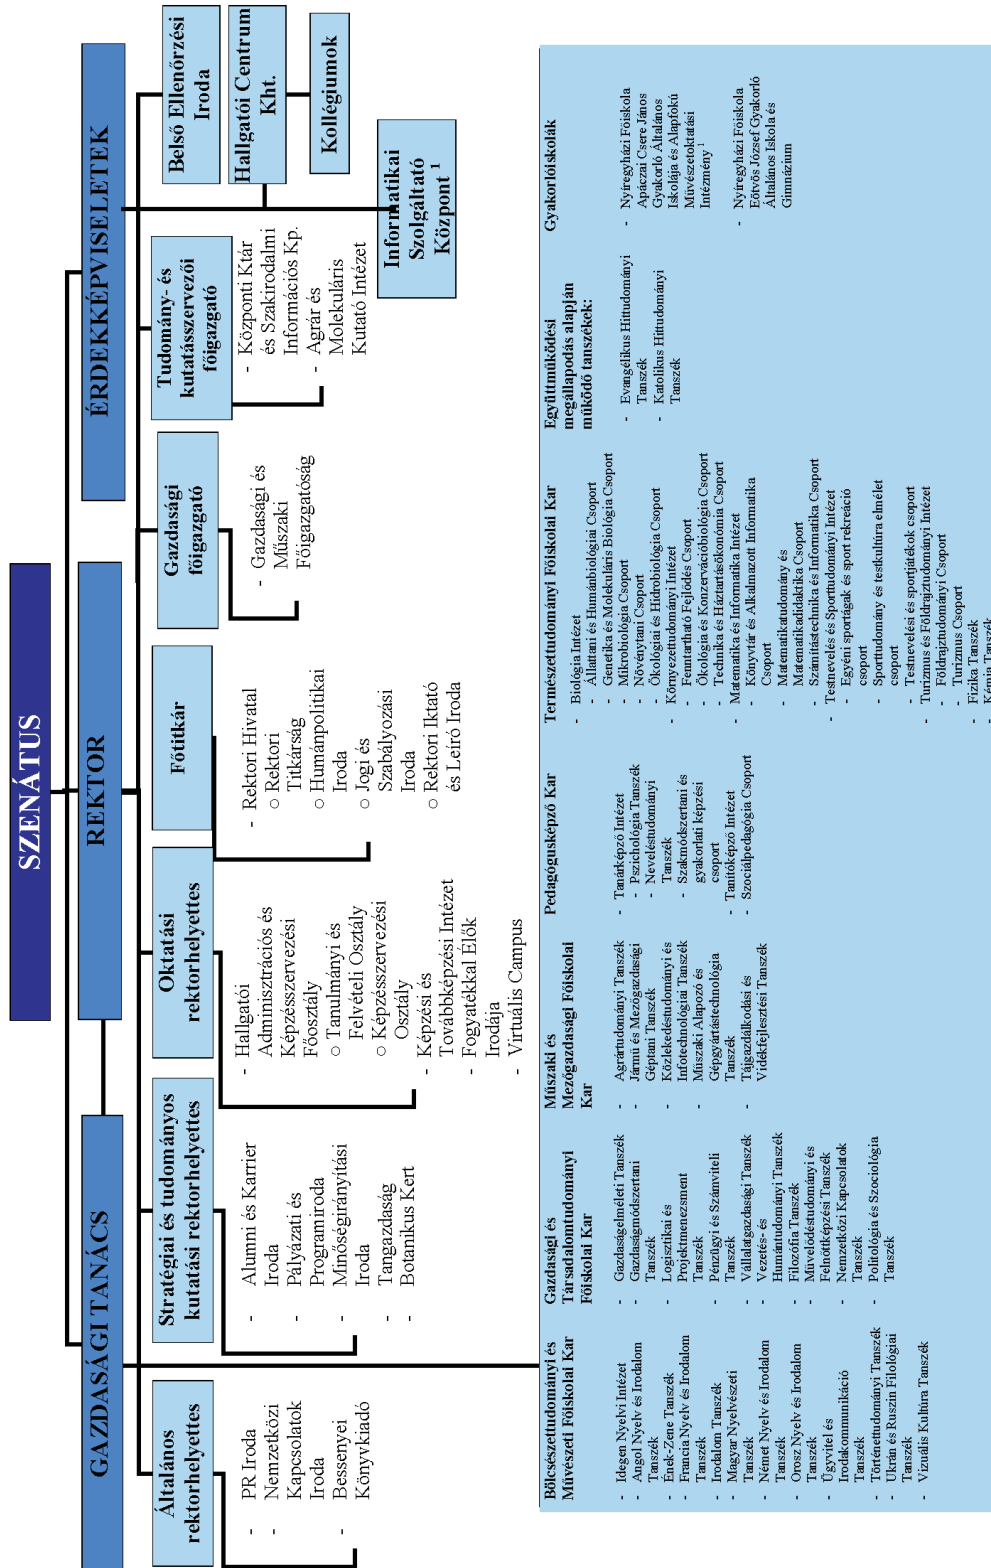 SZENÁTUS
GAZDASÁGI TANÁCS
REKTOR
ÉRDEKKÉPVISELETEK
Általános
rektorhelyettes
- PR Iroda
- Nemzetközi
Kapcsolatok
Iroda
- Bessenyei
Könyvkiadó
Stratégiai és tudományos
kutatási rektorhelyettes
- Alumni és Karrier
Iroda
- Pályázati és
Programiroda
- Minőségirányítási
Iroda
- Tangazdaság
- Botanikus Kert
Oktatási
rektorhelyettes
- Hallgatói
Adminisztrációs és
Képzésszervezési
Főosztály
○ Tanulmányi és
Felvételi Osztály
○ Képzésszervezési
Osztály
- Képzési és
Továbbképzési Intézet
- Fogyatékkal Élők
Irodája
- Virtuális Campus
Főtitkár
- Rektori Hivatal
○ Rektori
Titkárság
○ Humánpolitikai
Iroda
○ Jogi és
Szabályozási
Iroda
○ Rektori Iktató
és Leíró Iroda
Gazdasági
főigazgató
- Gazdasági és
Műszaki
Főigazgatóság
Tudomány- és
kutatásszervezői
főigazgató
- Központi Ktár
és Szakirodalmi
Információs Kp.
- Agrár és
Molekuláris
Kutató Intézet
Belső Ellenőrzési
Iroda
Hallgatói Centrum
Kht.
Kollégiumok
Informatikai
Szolgáltató
Központ ¹
Bölcsészettudományi és
Művészeti Főiskolai Kar
- Idegen Nyelvi Intézet
- Angol Nyelv és Irodalom
Tanszék
- Ének-Zene Tanszék
- Francia Nyelv és Irodalom
Tanszék
- Irodalom Tanszék
- Magyar Nyelvészeti
Tanszék
- Német Nyelv és Irodalom
Tanszék
- Orosz Nyelv és Irodalom
Tanszék
- Ügyvitel és
Irodakommunikáció
Tanszék
- Történettudományi Tanszék
- Ukrán és Ruszin Filológiai
Tanszék
- Vizuális Kultúra Tanszék
Gazdasági és
Társadalomtudományi
Főiskolai Kar
- Gazdaságelméleti Tanszék
- Gazdaságmódszertani
Tanszék
- Logisztikai és
Projektmenezsment
Tanszék
- Pénzügyi és Számviteli
Tanszék
- Vállalatgazdasági Tanszék
- Vezetés- és
Humántudományi Tanszék
- Filozófia Tanszék
- Művelődéstudományi és
Felnőttképzési Tanszék
- Nemzetközi Kapcsolatok
Tanszék
- Politológia és Szociológia
Tanszék
Műszaki és
Mezőgazdasági Főiskolai
Kar
- Agrártudományi Tanszék
- Jármű és Mezőgazdasági
Géptani Tanszék
- Közlekedéstudományi és
Infotechnológiai Tanszék
- Műszaki Alapozó és
Gépgyártástechnológia
Tanszék
- Tájgazdálkodási és
Vidékfejlesztési Tanszék
Pedagógusképző Kar
- Tanárképző Intézet
- Pszichológia Tanszék
- Neveléstudományi
Tanszék
- Szakmódszertani és
gyakorlati képzési
csoport
- Tanítóképző Intézet
- Szociálpedagógia Csoport
Természettudományi Főiskolai Kar
- Biológia Intézet
- Állattani és Humánbiológiai Csoport
- Genetika és Molekuláris Biológia Csoport
- Mikrobiológia Csoport
- Növénytani Csoport
- Ökológiai és Hidrobiológia Csoport
- Környezettudományi Intézet
- Fenntartható Fejlődés Csoport
- Ökológia és Konzervációbiológia Csoport
- Technika és Háztartásökonómia Csoport
- Matematika és Informatika Intézet
- Könyvtár és Alkalmazott Informatika
Csoport
- Matematikatudomány és
Matematikadidaktika Csoport
- Számítástechnika és Informatika Csoport
- Testnevelés és Sporttudományi Intézet
- Egyéni sportágak és sport rekreáció
csoport
- Sporttudomány és testkultúra elmélet
csoport
- Testnevelési és sportjátékok csoport
- Turizmus és Földrajztudományi Intézet
- Földrajztudományi Csoport
- Turizmus Csoport
- Fizika Tanszék
- Kémia Tanszék
Együttműködési
megállapodás alapján
működő tanszékek:
- Evangélikus Hittudományi
Tanszék
- Katolikus Hittudományi
Tanszék
Gyakorlóiskolák
- Nyíregyházi Főiskola
Apáczai Csere János
Gyakorló Általános
Iskolája és Alapfokú
Művészetoktatási
Intézmény ¹
- Nyíregyházi Főiskola
Eötvös József Gyakorló
Általános Iskola és
Gimnázium